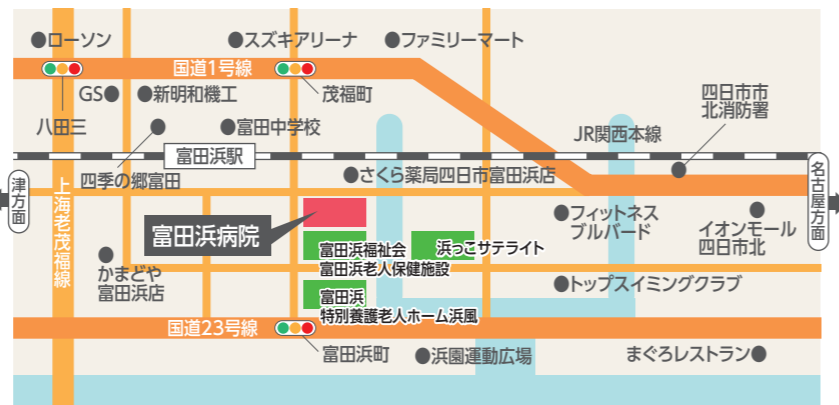 ローソン
スズキアリーナ
ファミリーマート
国道1号線
GS
新明和機工
茂福町
四日市市
北消防署
八田三
富田中学校
JR関西本線
富田浜駅
四季の郷富田
さくら薬局四日市富田浜店
津方面
名古屋方面
上海老茂福線
富田浜病院
フィットネス
ブルバード
イオンモール
四日市北
富田浜福祉会
富田浜老人保健施設
浜っこサテライト
かまどや
富田浜店
トップスイミングクラブ
富田浜
特別養護老人ホーム浜風
国道23号線
富田浜町
浜園運動広場
まぐろレストラン